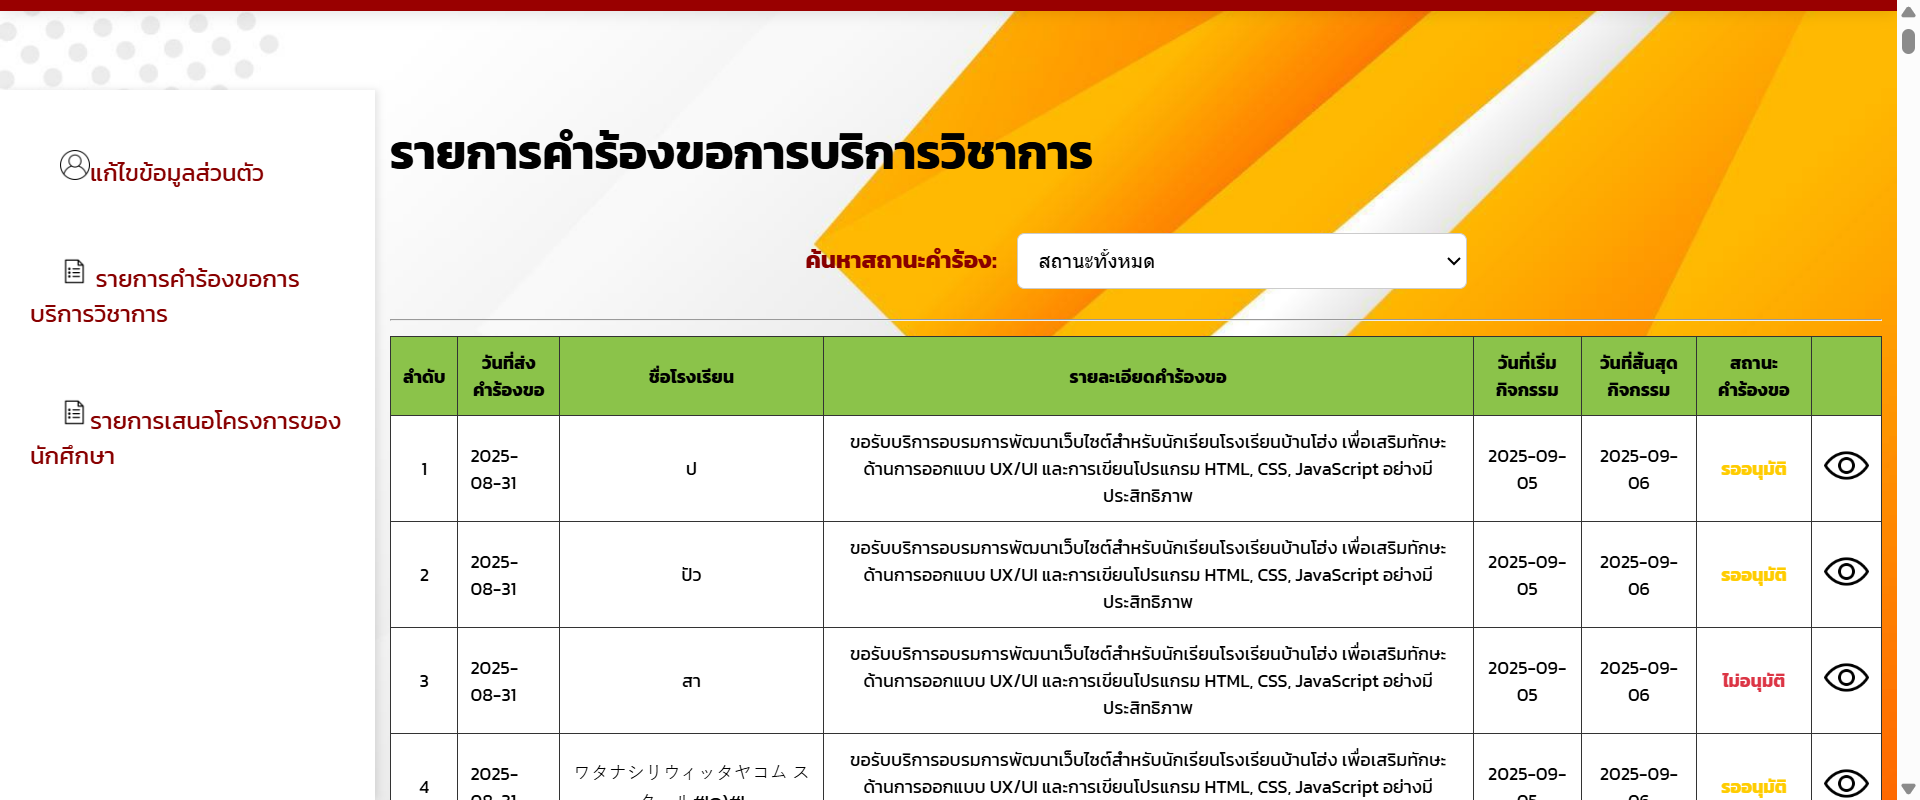 แก้ไขข้อมูลส่วนตัว
รายการคำร้องขอการ
บริการวิชาการ
รายการเสนอโครงการของ
นักศึกษา
รายการคำร้องขอการบริการวิชาการ
ค้นหาสถานะคำร้อง: สถานะทั้งหมด
ลำดับ วันที่ส่ง คำร้องขอ ชื่อโรงเรียน รายละเอียดคำร้องขอ วันที่เริ่ม กิจกรรม วันที่สิ้นสุด กิจกรรม สถานะ คำร้องขอ
1
2025-
08-31
ป
ขอรับบริการอบรมการพัฒนาเว็บไซต์สำหรับนักเรียนโรงเรียนบ้านโฮ่ง เพื่อเสริมทักษะ
ด้านการออกแบบ UX/UI และการเขียนโปรแกรม HTML, CSS, JavaScript อย่างมี
ประสิทธิภาพ
2025-09-
05
2025-09-
06
รออนุมัติ
2
2025-
08-31
ปัว
ขอรับบริการอบรมการพัฒนาเว็บไซต์สำหรับนักเรียนโรงเรียนบ้านโฮ่ง เพื่อเสริมทักษะ
ด้านการออกแบบ UX/UI และการเขียนโปรแกรม HTML, CSS, JavaScript อย่างมี
ประสิทธิภาพ
2025-09-
05
2025-09-
06
รออนุมัติ
3
2025-
08-31
สา
ขอรับบริการอบรมการพัฒนาเว็บไซต์สำหรับนักเรียนโรงเรียนบ้านโฮ่ง เพื่อเสริมทักษะ
ด้านการออกแบบ UX/UI และการเขียนโปรแกรม HTML, CSS, JavaScript อย่างมี
ประสิทธิภาพ
2025-09-
05
2025-09-
06
ไม่อนุมัติ
4
2025-
08-31
ワタナシリウィッタヤコム ス
ขอรับบริการอบรมการพัฒนาเว็บไซต์สำหรับนักเรียนโรงเรียนบ้านโฮ่ง เพื่อเสริมทักษะ
ด้านการออกแบบ UX/UI และการเขียนโปรแกรม HTML, CSS, JavaScript อย่างมี
2025-09-
05
2025-09-
06
รออนุมัติ